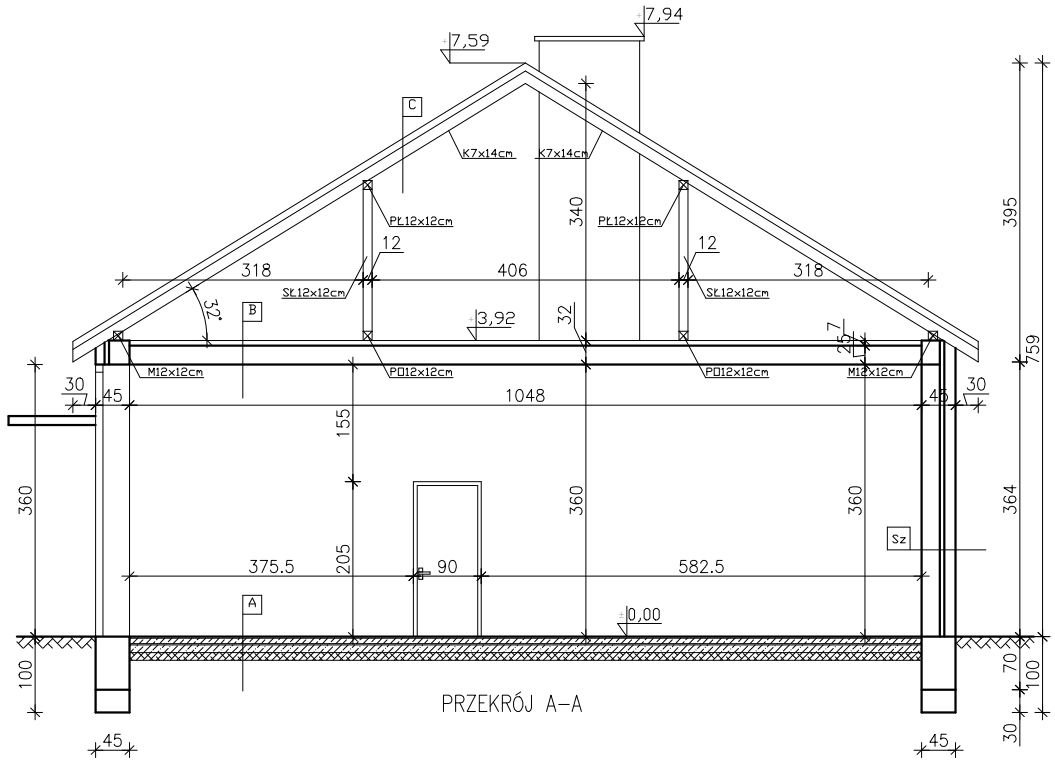 +7,94
+7,59
C
K7x14cm K7x14cm
395
340
PŁ12x12cm PŁ12x12cm
12 12
318 406 318
SŁ12x12cm SŁ12x12cm
32°
B
+3,92
32
7
25
759
M12x12cm PO12x12cm PO12x12cm M12x12cm
30 45 1048 45 30
155
360 360 360 364
Sz
375.5 205 90 582.5
A
±0,00
100 70 100
PRZEKRÓJ A-A
30
45 45